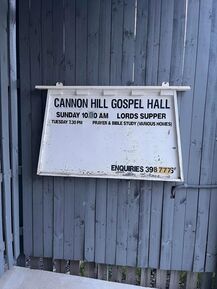 CANNON HILL GOSPEL HALL
SUNDAY 10 AM LORDS SUPPER
TUESDAY 7.30 PM PRAYER & BIBLE STUDY (VARIOUS HOMES)
ENQUIRIES 398